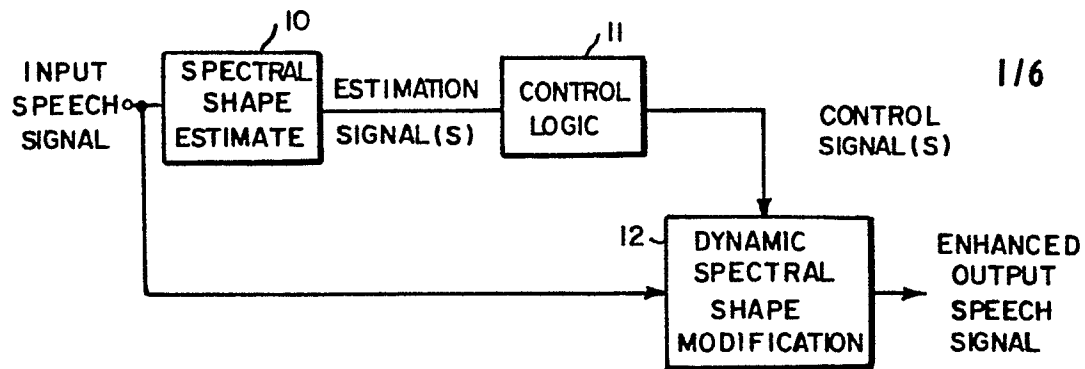 10
11
1/6
INPUT
SPEECH
SIGNAL
SPECTRAL
SHAPE
ESTIMATE
ESTIMATION
SIGNAL(S)
CONTROL
LOGIC
CONTROL
SIGNAL(S)
12
DYNAMIC
SPECTRAL
SHAPE
MODIFICATION
ENHANCED
OUTPUT
SPEECH
SIGNAL